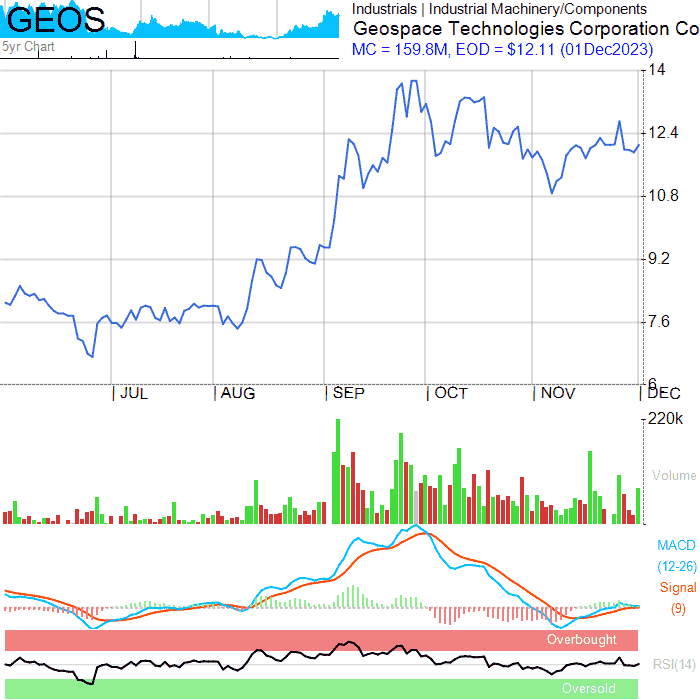 GEOS
5yr Chart
Industrials | Industrial Machinery/Components
Geospace Technologies Corporation Co
MC = 159.8M, EOD = $12.11 (01Dec2023)
14
12.4
10.8
9.2
7.6
6
JUL
AUG
SEP
OCT
NOV
DEC
220k
Volume
MACD
(12-26)
Signal
(9)
Overbought
RSI(14)
Oversold